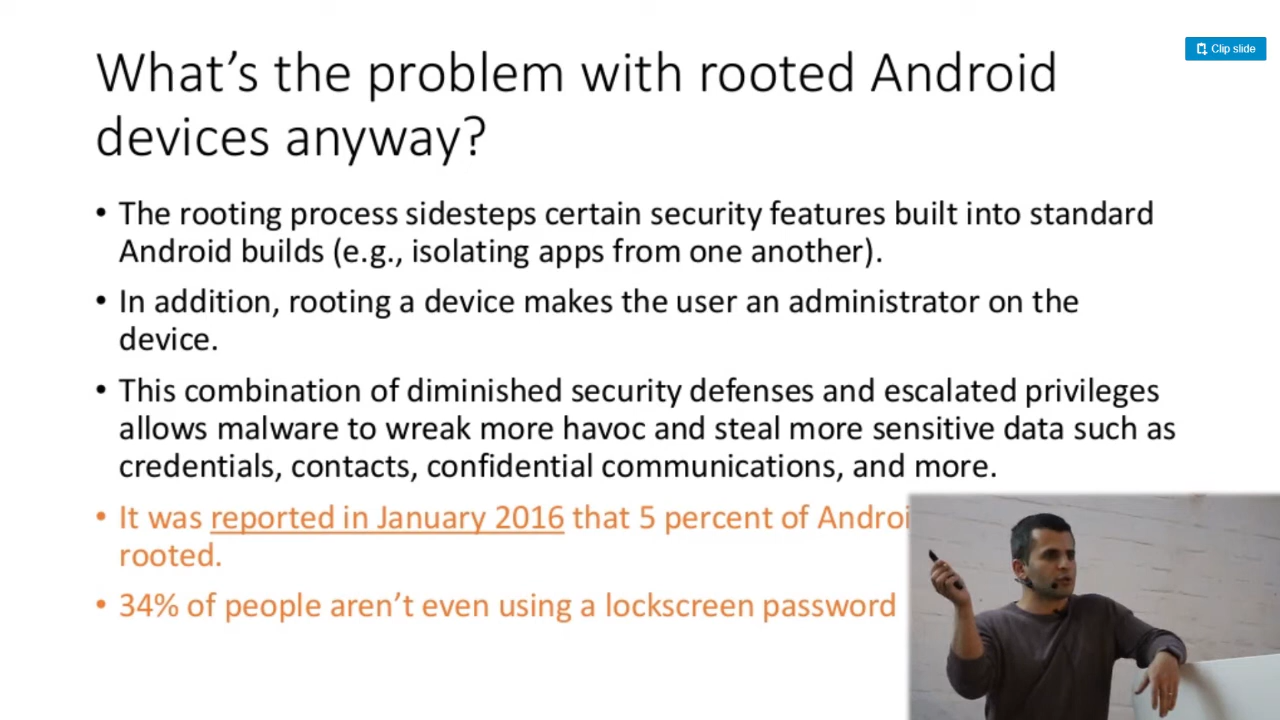 Clip slide
What's the problem with rooted Android
devices anyway?
• The rooting process sidesteps certain security features built into standard
Android builds (e.g., isolating apps from one another).
• In addition, rooting a device makes the user an administrator on the
device.
• This combination of diminished security defenses and escalated privileges
allows malware to wreak more havoc and steal more sensitive data such as
credentials, contacts, confidential communications, and more.
• It was reported in January 2016 that 5 percent of
rooted.
• 34% of people aren't even using a lockscreen password